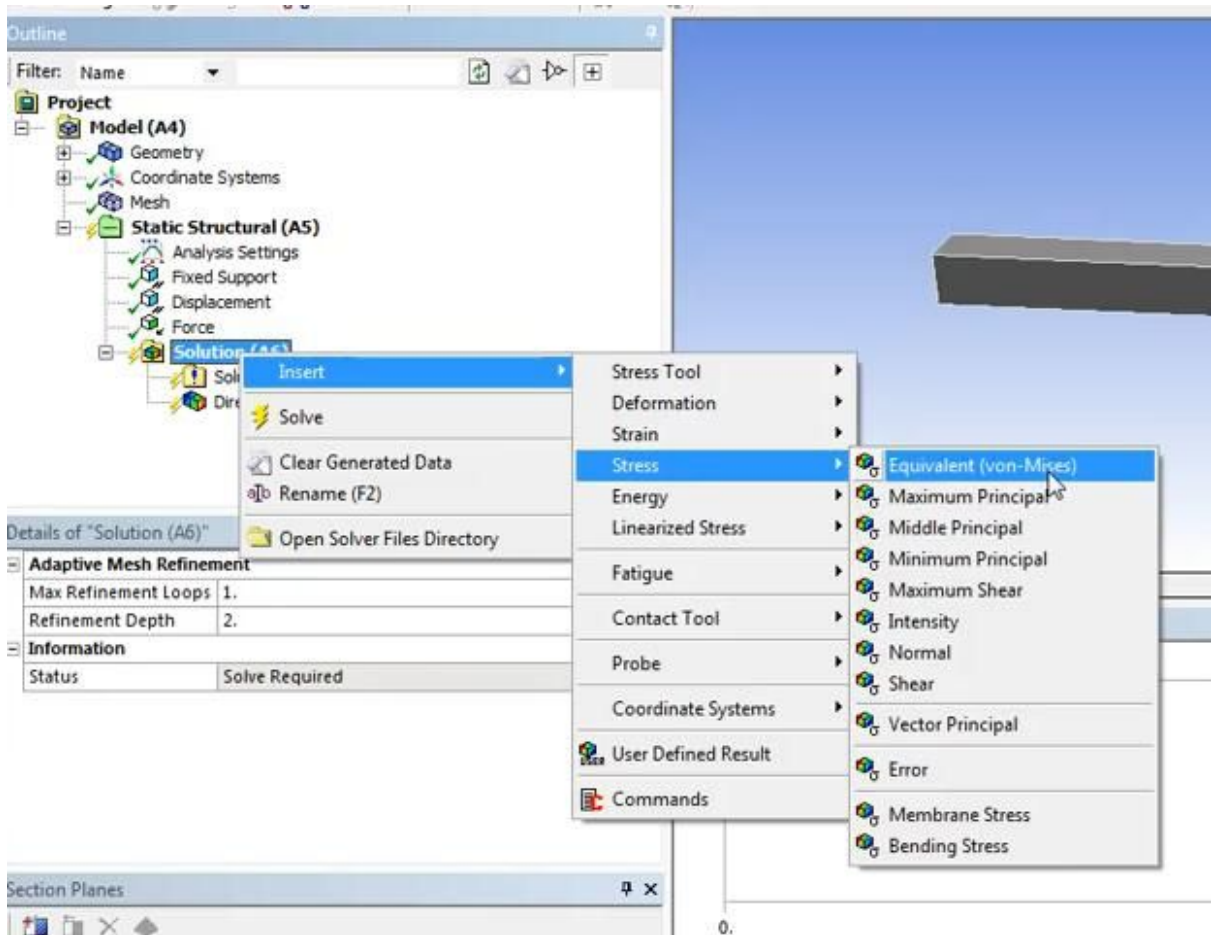 Outline
Filter: Name
Project
Model (A4)
Geometry
Coordinate Systems
Mesh
Static Structural (A5)
Analysis Settings
Fixed Support
Displacement
Force
Solution (A6)
Sol
Dire
Insert
Solve
Clear Generated Data
Rename (F2)
Open Solver Files Directory
Stress Tool
Deformation
Strain
Stress
Energy
Linearized Stress
Fatigue
Contact Tool
Probe
Coordinate Systems
User Defined Result
Commands
Equivalent (von-Mises)
Maximum Principal
Middle Principal
Minimum Principal
Maximum Shear
Intensity
Normal
Shear
Vector Principal
Error
Membrane Stress
Bending Stress
Details of "Solution (A6)"
Adaptive Mesh Refinement
Max Refinement Loops 1.
Refinement Depth 2.
Information
Status Solve Required
Section Planes
0.